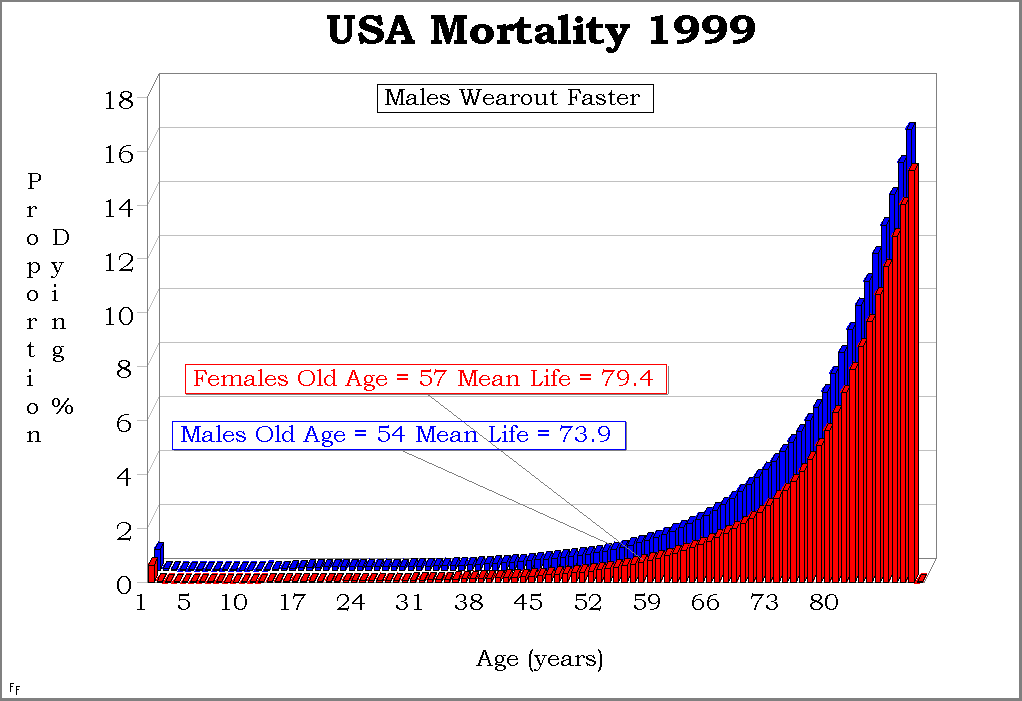 USA Mortality 1999
Males Wearout Faster
Proportion
Dying %
18
16
14
12
10
8
6
4
2
0
Females Old Age = 57 Mean Life = 79.4
Males Old Age = 54 Mean Life = 73.9
1 5 10 17 24 31 38 45 52 59 66 73 80
Age (years)
FF